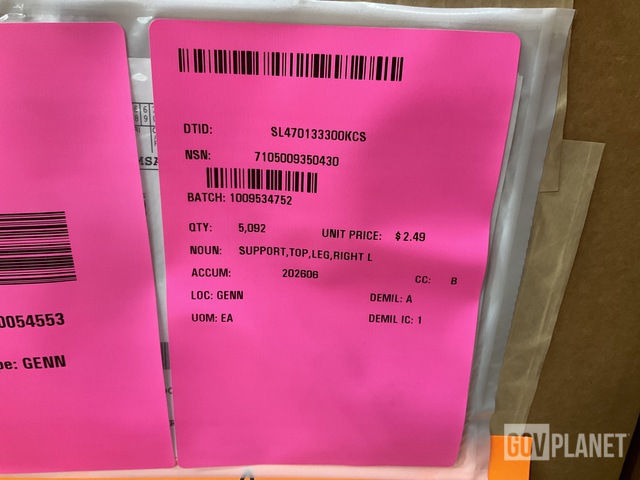 DTID: SL470133300KCS
NSN: 7105009350430
BATCH: 1009534752
QTY: 5,092 UNIT PRICE: $2.49
NOUN: SUPPORT,TOP,LEG,RIGHT L
ACCUM: 202606 CC: B
LOC: GENN DEMIL: A
UOM: EA DEMIL IC: 1
0054553
pe: GENN
GOVPLANET